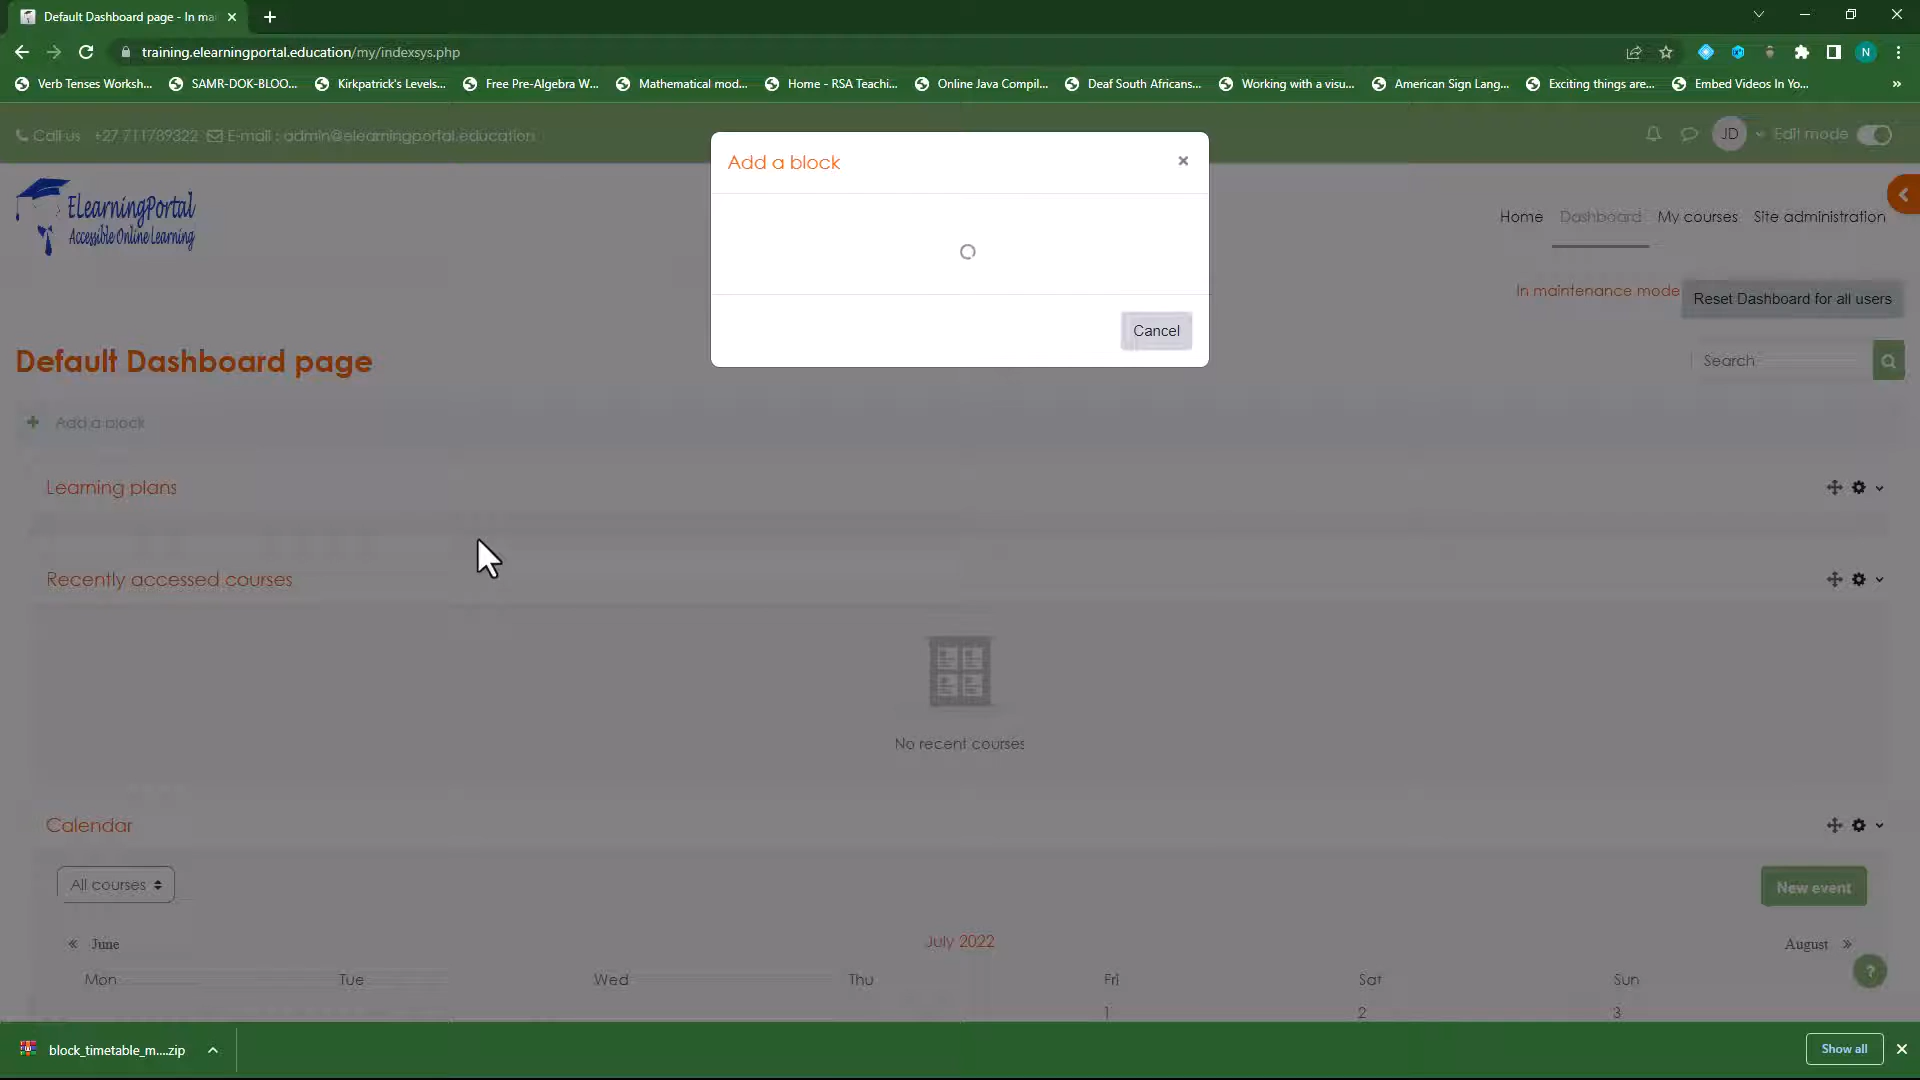 Default Dashboard page - In ma
training.elearningportal.education/my/indexsys.php
N
Verb Tenses Worksh... SAMR-DOK-BLOO... Kirkpatrick's Levels... Free Pre-Algebra W... Mathematical mod... Home - RSA Teachi... Online Java Compil... Deaf South Africans... Working with a visu... American Sign Lang... Exciting things are... Embed Videos In Yo... »
Call us +27 711789322 E-mail : admin@elearningportal.education
JD Edit mode
Add a block ×
Cancel
ElearningPortal
Accessible Online Learning
Home Dashboard My courses Site administration
In maintenance mode Reset Dashboard for all users
Default Dashboard page
Search
Add a block
Learning plans
Recently accessed courses
No recent courses
Calendar
All courses
New event
« June July 2022 August »
Mon Tue Wed Thu Fri Sat Sun
1 2 3
?
block_timetable_m....zip
Show all